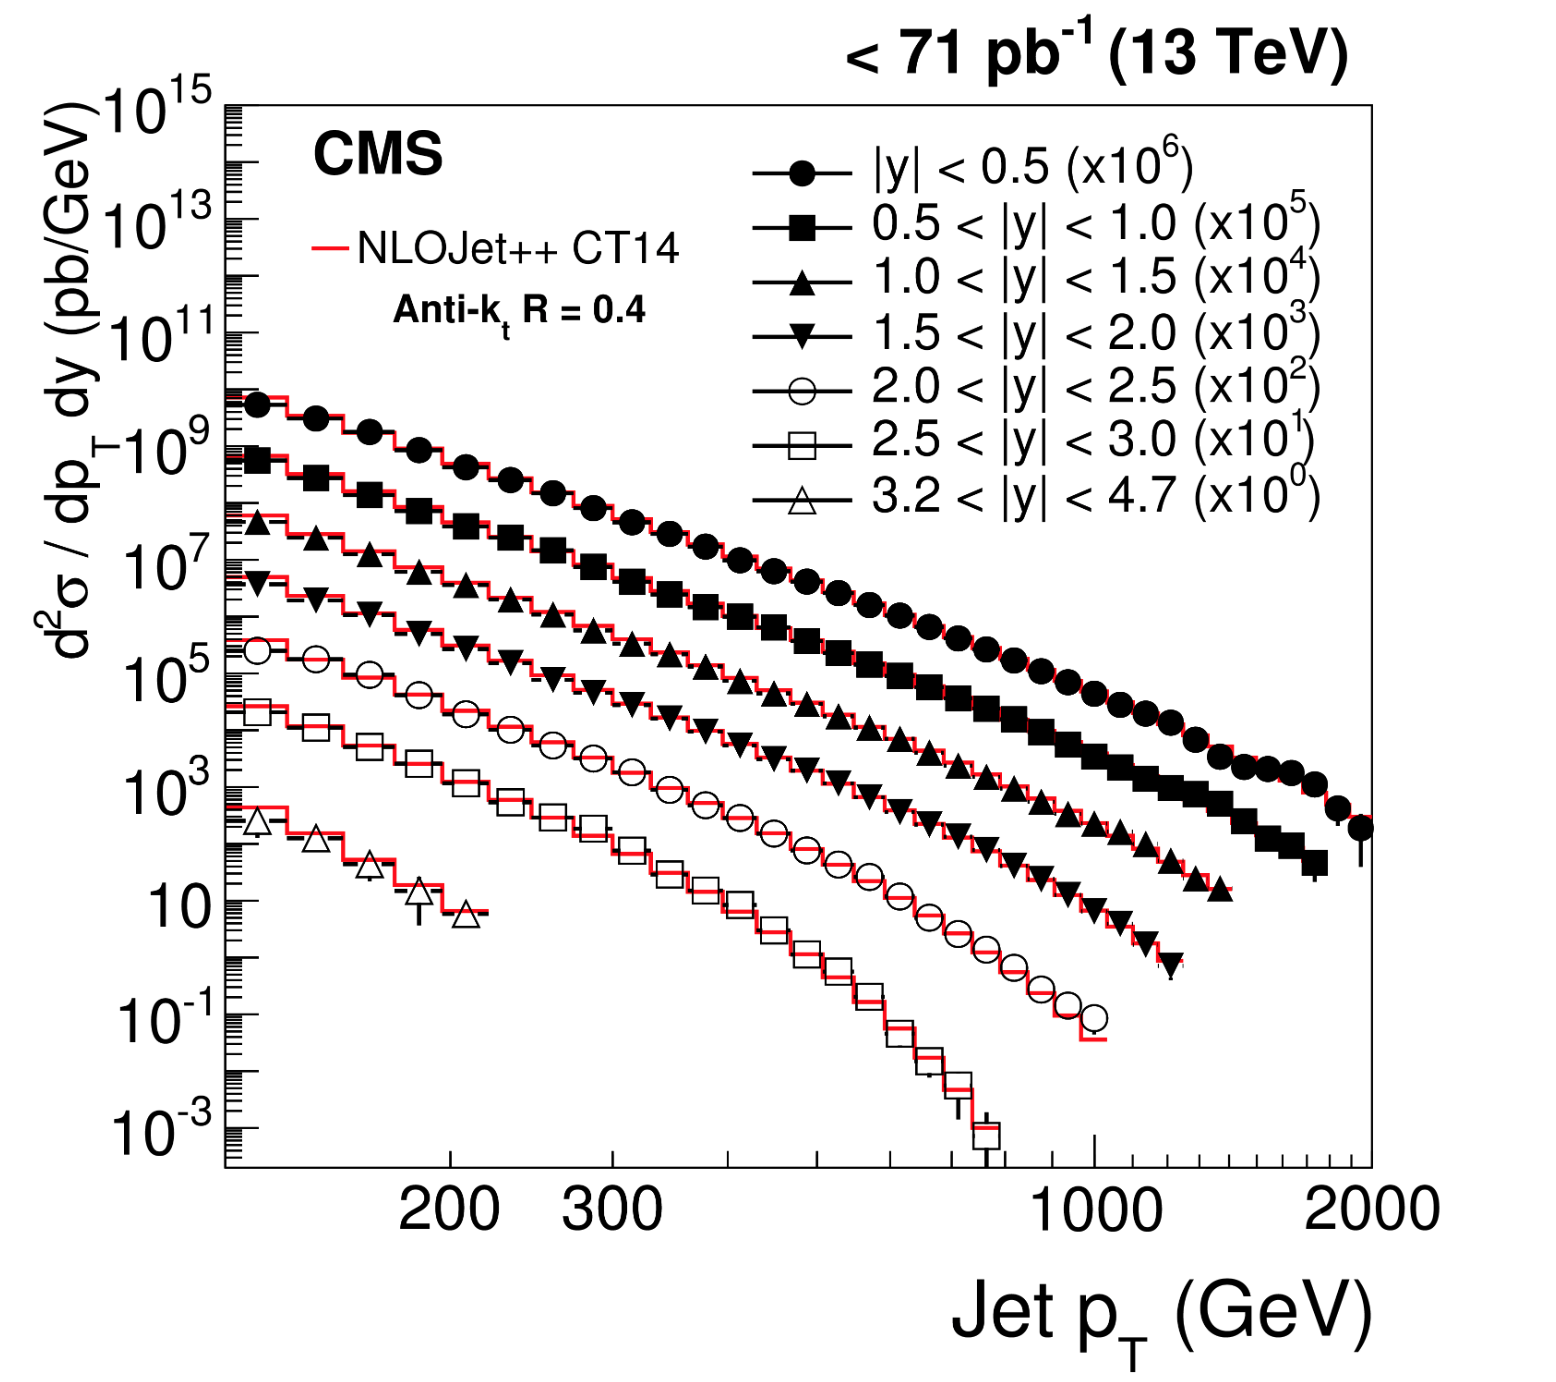 < 71 pb⁻¹ (13 TeV)
CMS
NLOJet++ CT14
Anti-kₜ R = 0.4
|y| < 0.5 (x10⁶)
0.5 < |y| < 1.0 (x10⁵)
1.0 < |y| < 1.5 (x10⁴)
1.5 < |y| < 2.0 (x10³)
2.0 < |y| < 2.5 (x10²)
2.5 < |y| < 3.0 (x10¹)
3.2 < |y| < 4.7 (x10⁰)
d²σ / dp_T dy (pb/GeV)
10¹⁵
10¹³
10¹¹
10⁹
10⁷
10⁵
10³
10
10⁻¹
10⁻³
200 300 1000 2000
Jet p_T (GeV)